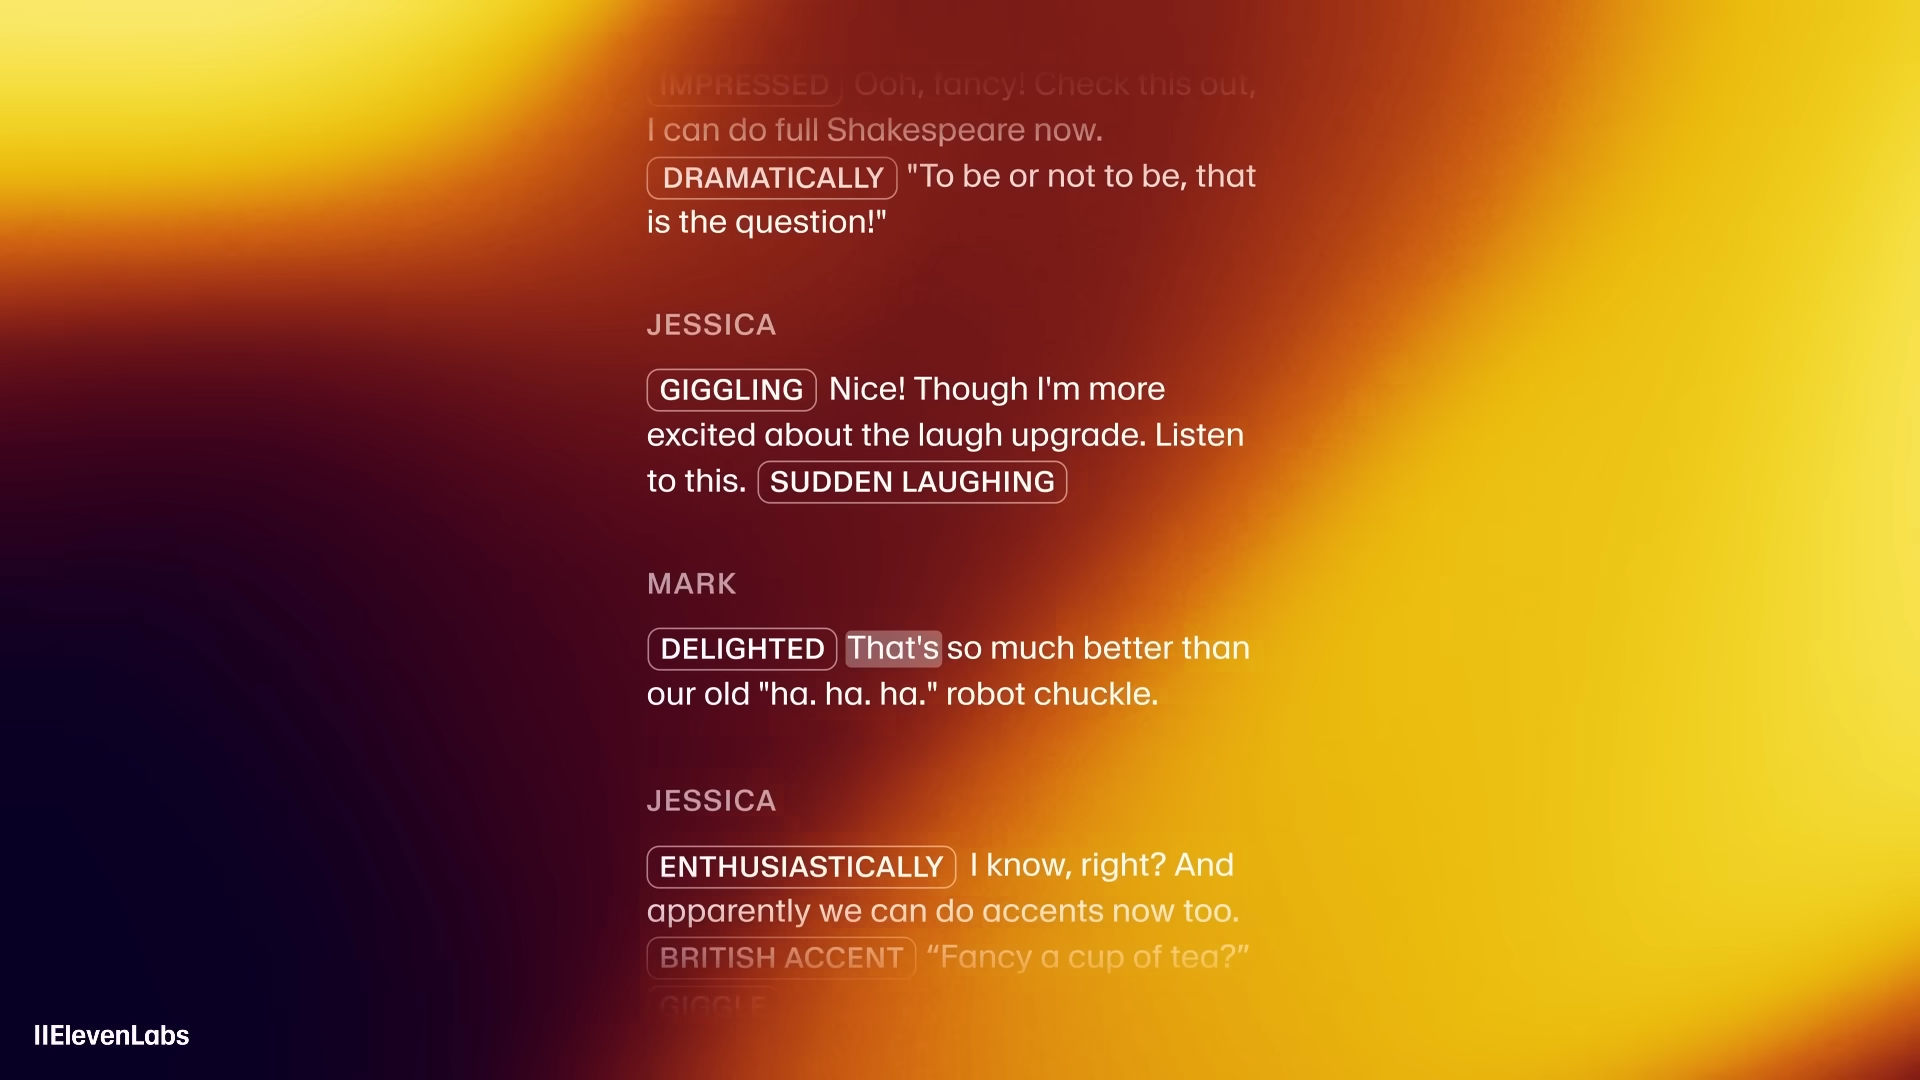 IMPRESSED Ooh, fancy! Check this out,
I can do full Shakespeare now.
DRAMATICALLY "To be or not to be, that
is the question!"
JESSICA
GIGGLING Nice! Though I'm more
excited about the laugh upgrade. Listen
to this. SUDDEN LAUGHING
MARK
DELIGHTED That's so much better than
our old "ha. ha. ha." robot chuckle.
JESSICA
ENTHUSIASTICALLY I know, right? And
apparently we can do accents now too.
BRITISH ACCENT “Fancy a cup of tea?”
GIGGLE
IIElevenLabs